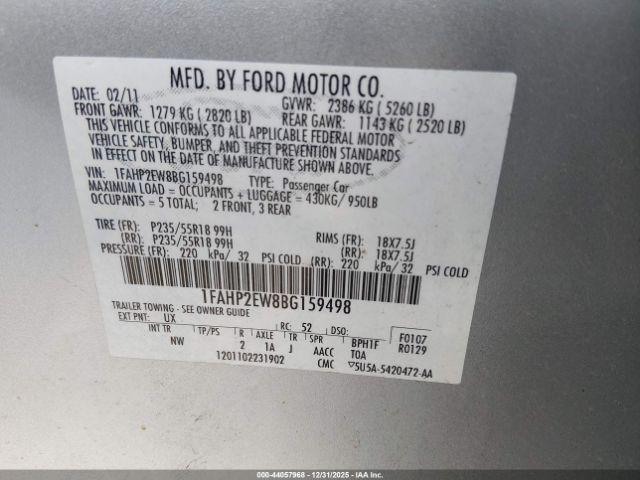 MFD. BY FORD MOTOR CO.
DATE: 02/11 GVWR: 2386 KG ( 5260 LB)
FRONT GAWR: 1279 KG ( 2820 LB) REAR GAWR: 1143 KG ( 2520 LB)
THIS VEHICLE CONFORMS TO ALL APPLICABLE FEDERAL MOTOR
VEHICLE SAFETY, BUMPER, AND THEFT PREVENTION STANDARDS
IN EFFECT ON THE DATE OF MANUFACTURE SHOWN ABOVE.
VIN: 1FAHP2EW8BG159498 TYPE: Passenger Car
MAXIMUM LOAD = OCCUPANTS + LUGGAGE = 430KG/ 950LB
OCCUPANTS = 5 TOTAL; 2 FRONT, 3 REAR
TIRE (F): P235/55R18 99H RIMS (F): 18X7.5J
(R): P235/55R18 99H (R): 18X7.5J
PRESSURE (F): 220 kPa/ 32 PSI COLD (RR): 220 kPa/ 32 PSI COLD
1FAHP2EW8BG159498
TRAILER TOWING - SEE OWNER GUIDE
EXT PNT: UX RC: 52 DSO: F0107
INT TR TP/PS R AXLE TR SPR BPH1F R0129
NW 2 1A J AACC TOA
1201102231902 CMC ▽5U5A-5420472-AA
STOCK #: 44057968 - 12/31/2025 - IAA, INC.